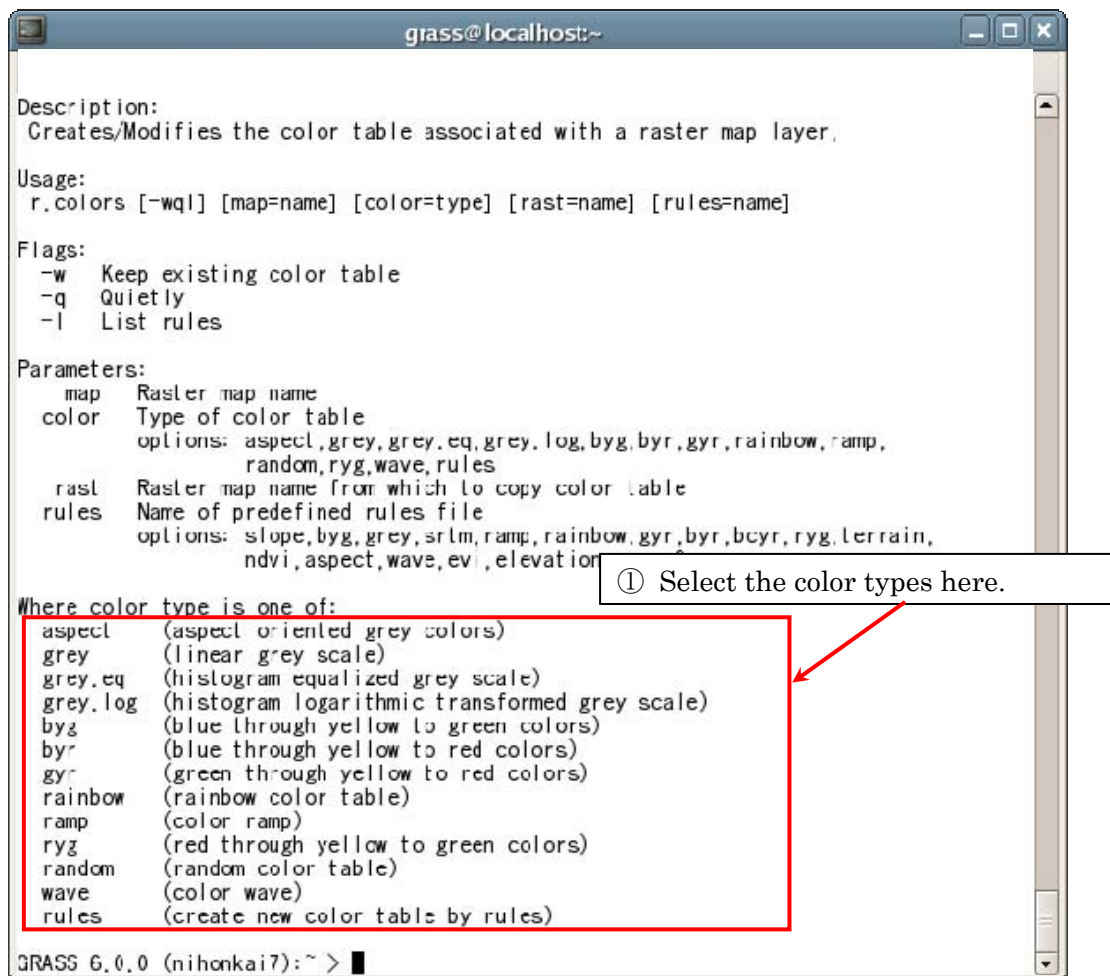 grass@localhost:~
Description:
Creates/Modifies the color table associated with a raster map layer.
Usage:
r.colors [-wql] [map=name] [color=type] [rast=name] [rules=name]
Flags:
-w Keep existing color table
-q Quietly
-l List rules
Parameters:
map Raster map name
color Type of color table
options: aspect,grey,grey.eq,grey.log,byg,byr,gyr,rainbow,ramp,
random,ryg,wave,rules
rast Raster map name from which to copy color table
rules Name of predefined rules file
options: slope,byg,grey,srtm,ramp,rainbow,gyr,byr,bcyr,ryg,terrain,
ndvi,aspect,wave,evi,elevation
① Select the color types here.
Where color type is one of:
aspect (aspect oriented grey colors)
grey (linear grey scale)
grey.eq (histogram equalized grey scale)
grey.log (histogram logarithmic transformed grey scale)
byg (blue through yellow to green colors)
byr (blue through yellow to red colors)
gyr (green through yellow to red colors)
rainbow (rainbow color table)
ramp (color ramp)
ryg (red through yellow to green colors)
random (random color table)
wave (color wave)
rules (create new color table by rules)
GRASS 6.0.0 (nihonkai7):~ >